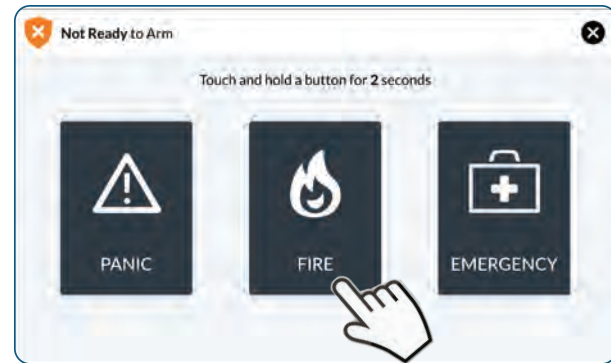 Not Ready to Arm
Touch and hold a button for 2 seconds
PANIC
FIRE
EMERGENCY